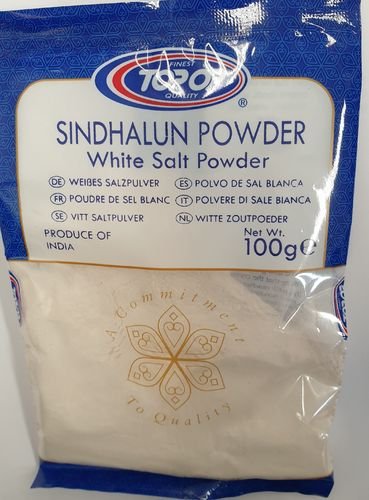 FINEST
TOPOP
QUALITY
®
SINDHALUN POWDER
White Salt Powder
DE WEIßES SALZPULVER ES POLVO DE SAL BLANCA
FR POUDRE DE SEL BLANC IT POLVERE DI SALE BIANCA
SE VITT SALTPULVER NL WITTE ZOUTPOEDER
PRODUCE OF
INDIA
Net Wt.
100g℮
A Commitment
To Quality